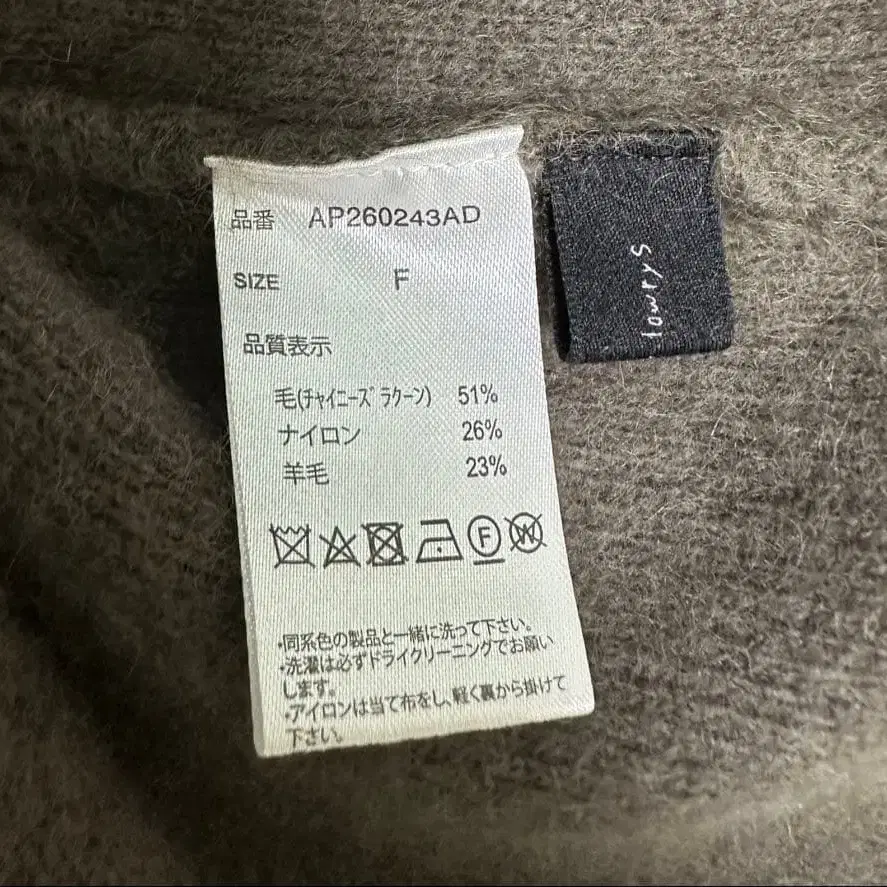 品番 AP260243AD
SIZE F
品質表示
毛(チャイニーズラクーン) 51%
ナイロン 26%
羊毛 23%
F
W
・同系色の製品と一緒に洗って下さい。
・洗濯は必ずドライクリーニングでお願い
します。
・アイロンは当て布をし、軽く裏から掛けて
下さい。
lowrys